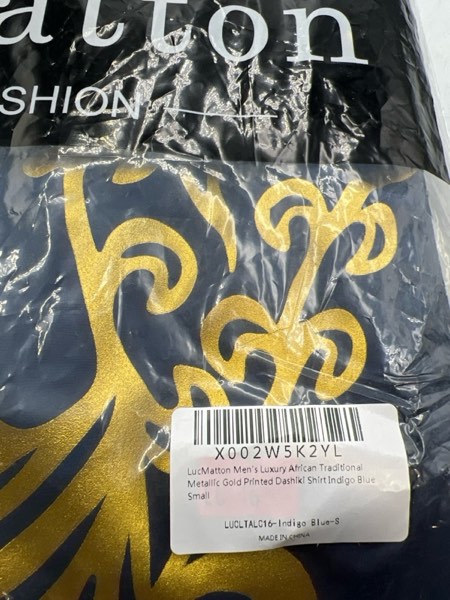 atton
SHION
X002W5K2YL
LucMatton Men's Luxury African Traditional
Metallic Gold Printed Dashiki Shirt Indigo Blue
Small
LUCLTALC16-Indigo Blue-S
MADE IN CHINA